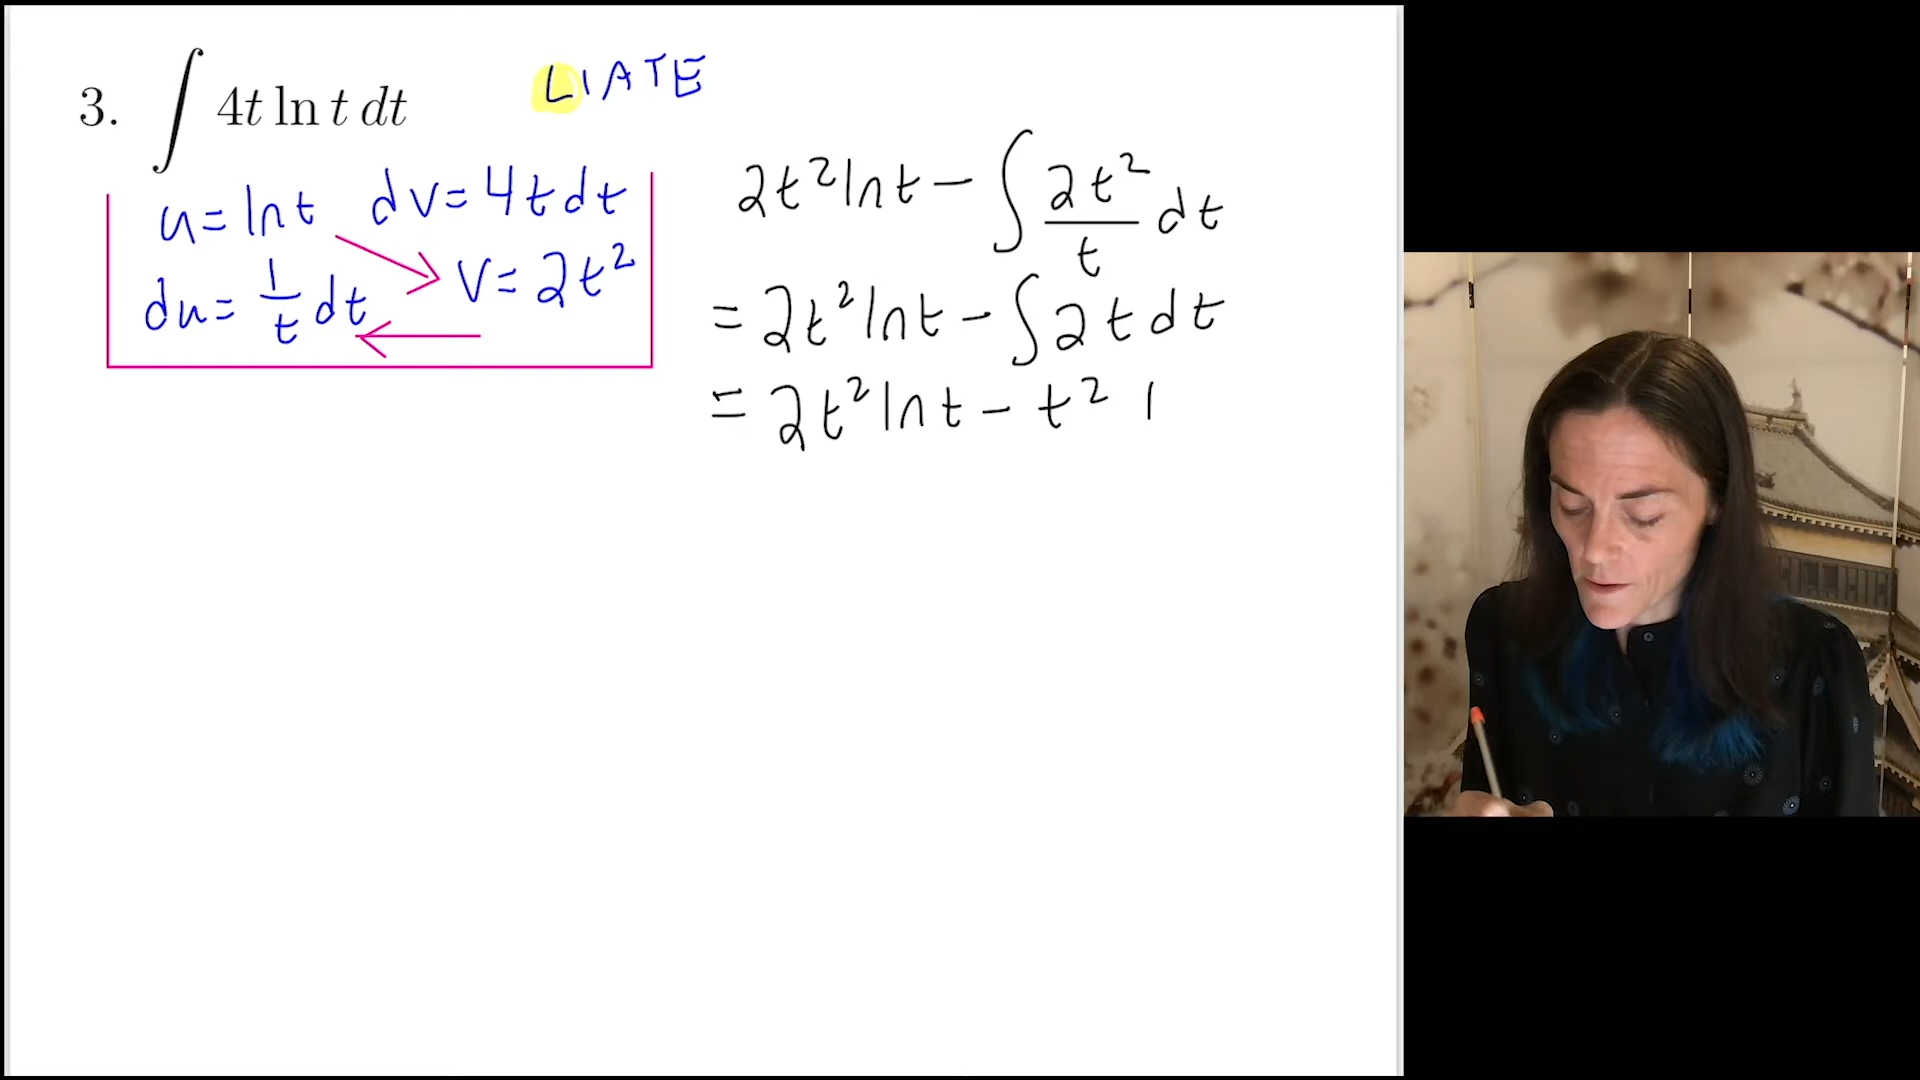 3. ∫ 4t ln t dt
LIATE
u = ln t dv = 4t dt
du = 1/t dt v = 2t²
2t² ln t − ∫ 2t²/t dt
= 2t² ln t − ∫ 2t dt
= 2t² ln t − t²